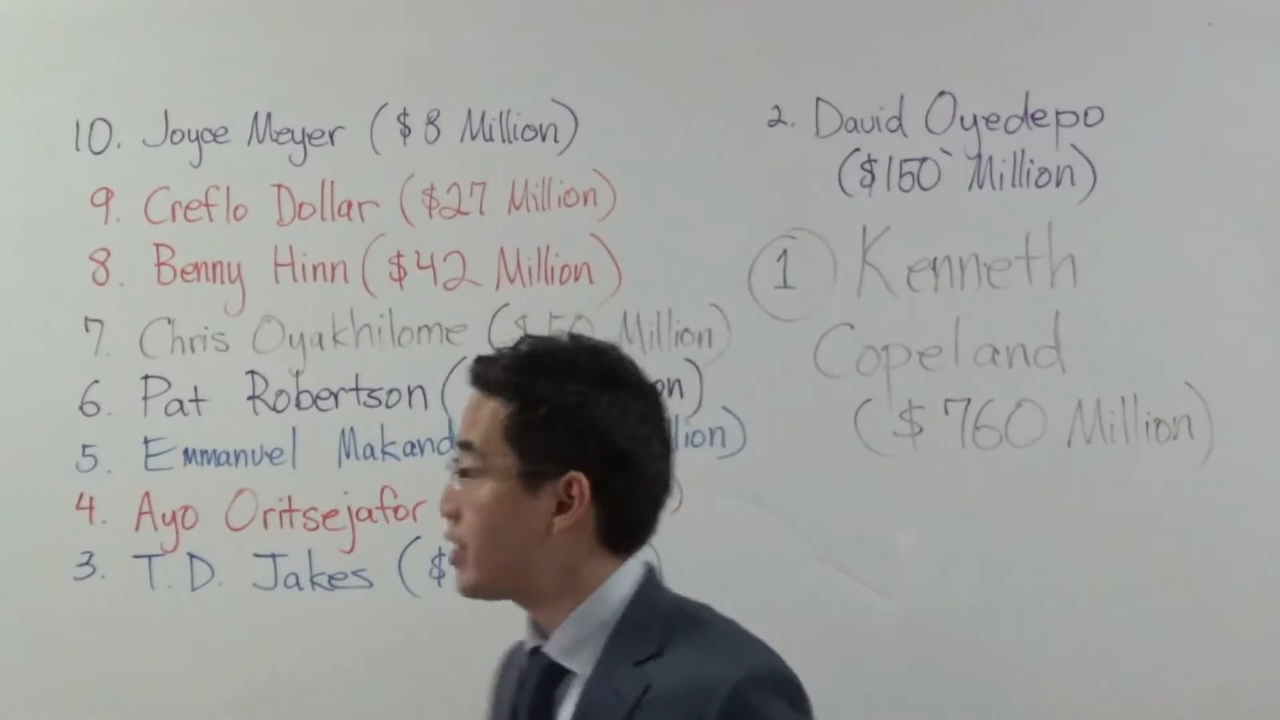 10. Joyce Meyer ($8 Million)
9. Creflo Dollar ($27 Million)
8. Benny Hinn ($42 Million)
7. Chris Oyakhilome ($50 Million)
6. Pat Robertson (
5. Emmanuel
4. Ayo Oritsejafor
3. T.D. Jakes ($
2. David Oyedepo
($150 Million)
1 Kenneth
Copeland
($760 Million)